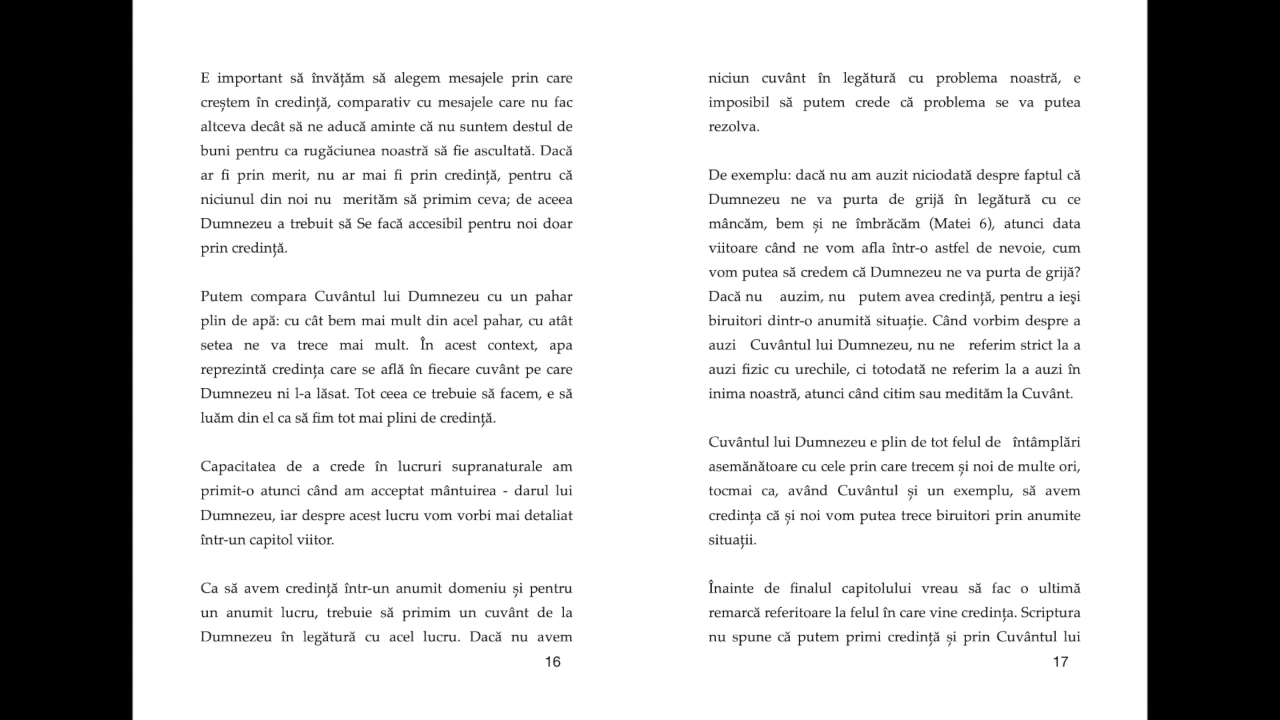 E important să învățăm să alegem mesajele prin care
creștem în credință, comparativ cu mesajele care nu fac
altceva decât să ne aducă aminte că nu suntem destul de
buni pentru ca rugăciunea noastră să fie ascultată. Dacă
ar fi prin merit, nu ar mai fi prin credință, pentru că
niciunul din noi nu merităm să primim ceva; de aceea
Dumnezeu a trebuit să Se facă accesibil pentru noi doar
prin credință.
Putem compara Cuvântul lui Dumnezeu cu un pahar
plin de apă: cu cât bem mai mult din acel pahar, cu atât
setea ne va trece mai mult. În acest context, apa
reprezintă credința care se află în fiecare cuvânt pe care
Dumnezeu ni l-a lăsat. Tot ceea ce trebuie să facem, e să
luăm din el ca să fim tot mai plini de credință.
Capacitatea de a crede în lucruri supranaturale am
primit-o atunci când am acceptat mântuirea - darul lui
Dumnezeu, iar despre acest lucru vom vorbi mai detaliat
într-un capitol viitor.
Ca să avem credință într-un anumit domeniu și pentru
un anumit lucru, trebuie să primim un cuvânt de la
Dumnezeu în legătură cu acel lucru. Dacă nu avem
16
niciun cuvânt în legătură cu problema noastră, e
imposibil să putem crede că problema se va putea
rezolva.
De exemplu: dacă nu am auzit niciodată despre faptul că
Dumnezeu ne va purta de grijă în legătură cu ce
mâncăm, bem și ne îmbrăcăm (Matei 6), atunci data
viitoare când ne vom afla într-o astfel de nevoie, cum
vom putea să credem că Dumnezeu ne va purta de grijă?
Dacă nu auzim, nu putem avea credință, pentru a ieși
biruitori dintr-o anumită situație. Când vorbim despre a
auzi Cuvântul lui Dumnezeu, nu ne referim strict la a
auzi fizic cu urechile, ci totodată ne referim la a auzi în
inima noastră, atunci când citim sau medităm la Cuvânt.
Cuvântul lui Dumnezeu e plin de tot felul de întâmplări
asemănătoare cu cele prin care trecem și noi de multe ori,
tocmai ca, având Cuvântul și un exemplu, să avem
credința că și noi vom putea trece biruitori prin anumite
situații.
Înainte de finalul capitolului vreau să fac o ultimă
remarcă referitoare la felul în care vine credința. Scriptura
nu spune că putem primi credință și prin Cuvântul lui
17